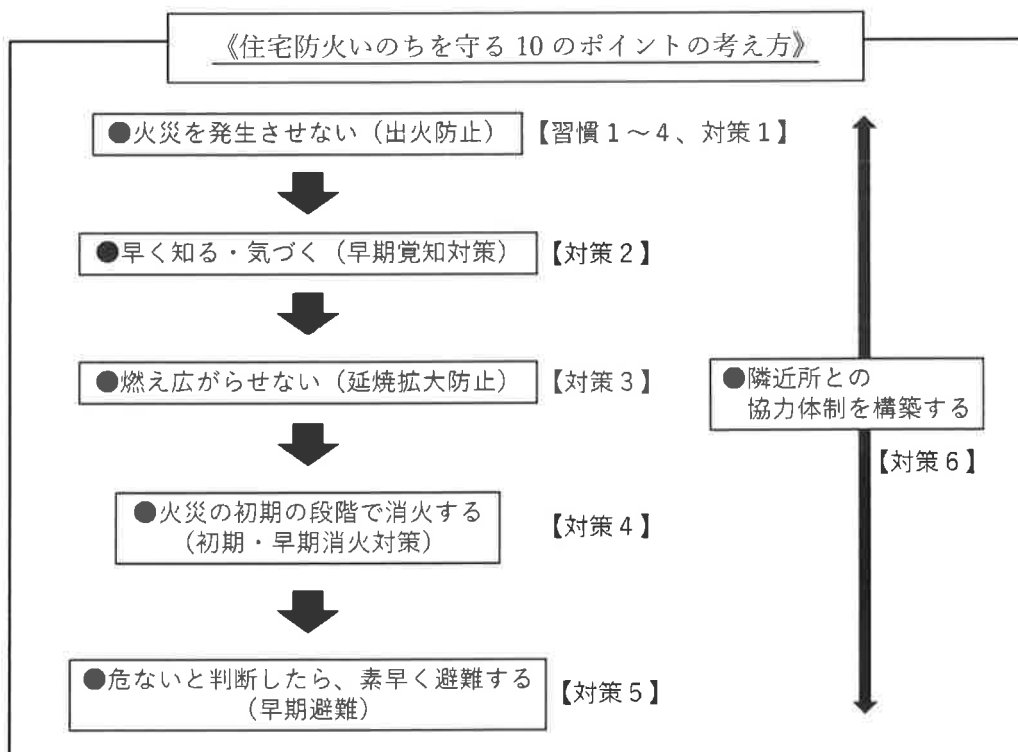 《住宅防火いのちを守る 10 のポイントの考え方》
●火災を発生させない（出火防止）
【習慣１～４、対策１】
●早く知る・気づく（早期覚知対策）
【対策２】
●燃え広がらせない（延焼拡大防止）
【対策３】
●隣近所との
協力体制を構築する
【対策６】
●火災の初期の段階で消火する
（初期・早期消火対策）
【対策４】
●危ないと判断したら、素早く避難する
（早期避難）
【対策５】